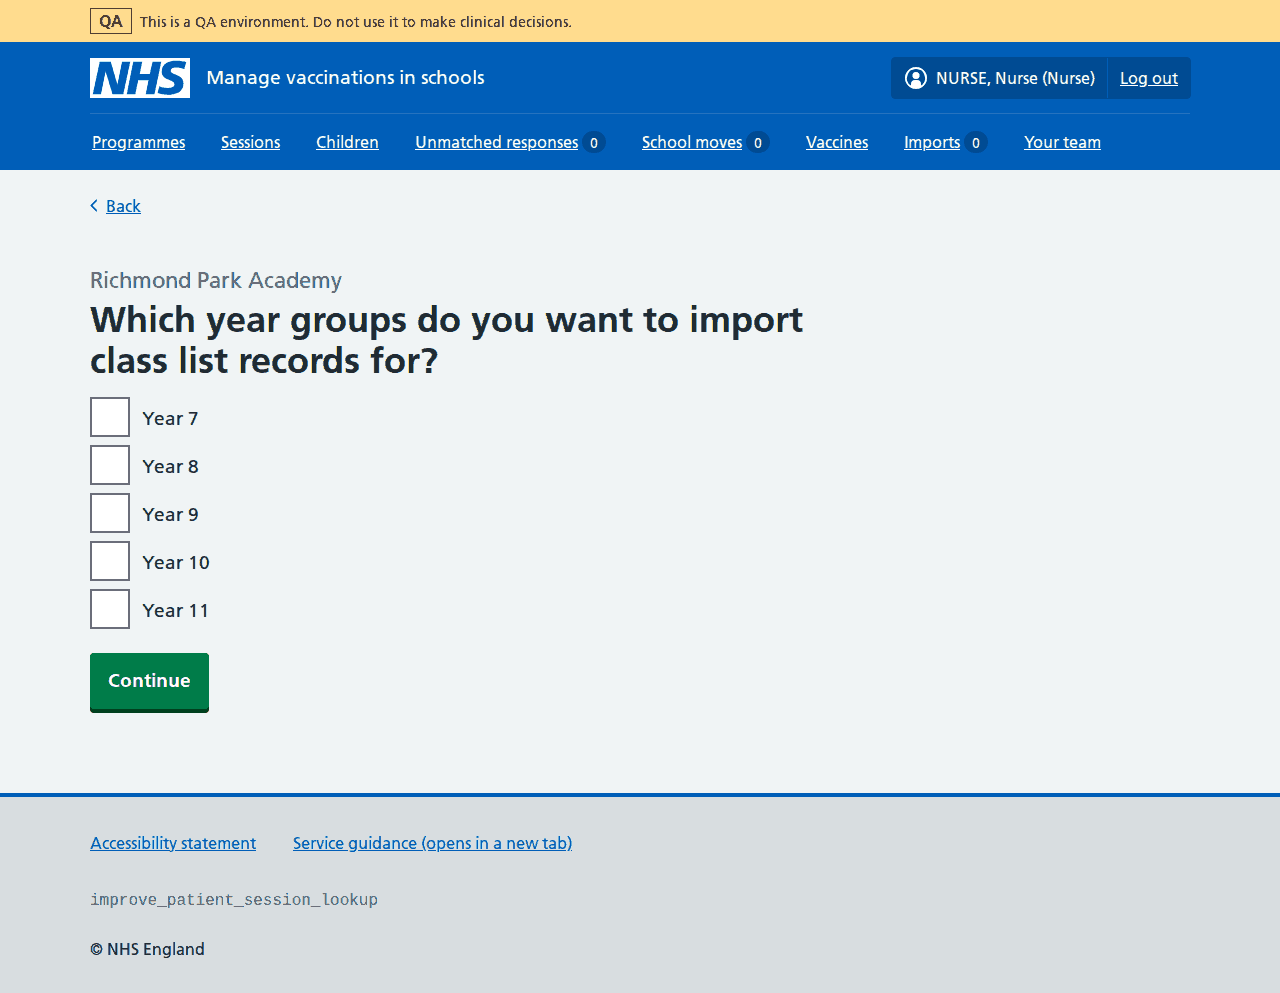 QA This is a QA environment. Do not use it to make clinical decisions.
NHS Manage vaccinations in schools NURSE, Nurse (Nurse) Log out
Programmes Sessions Children Unmatched responses 0 School moves 0 Vaccines Imports 0 Your team
Back
Richmond Park Academy
Which year groups do you want to import
class list records for?
Year 7
Year 8
Year 9
Year 10
Year 11
Continue
Accessibility statement Service guidance (opens in a new tab)
improve_patient_session_lookup
© NHS England